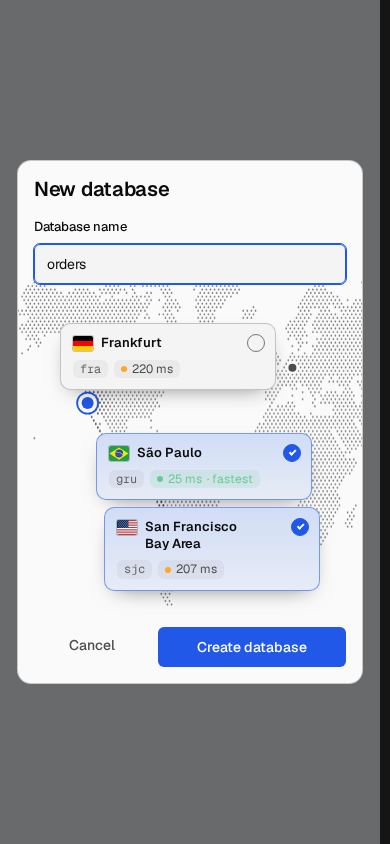 New database
Database name
orders
Frankfurt
fra 220 ms
São Paulo
gru 25 ms · fastest
San Francisco
Bay Area
sjc 207 ms
Cancel Create database